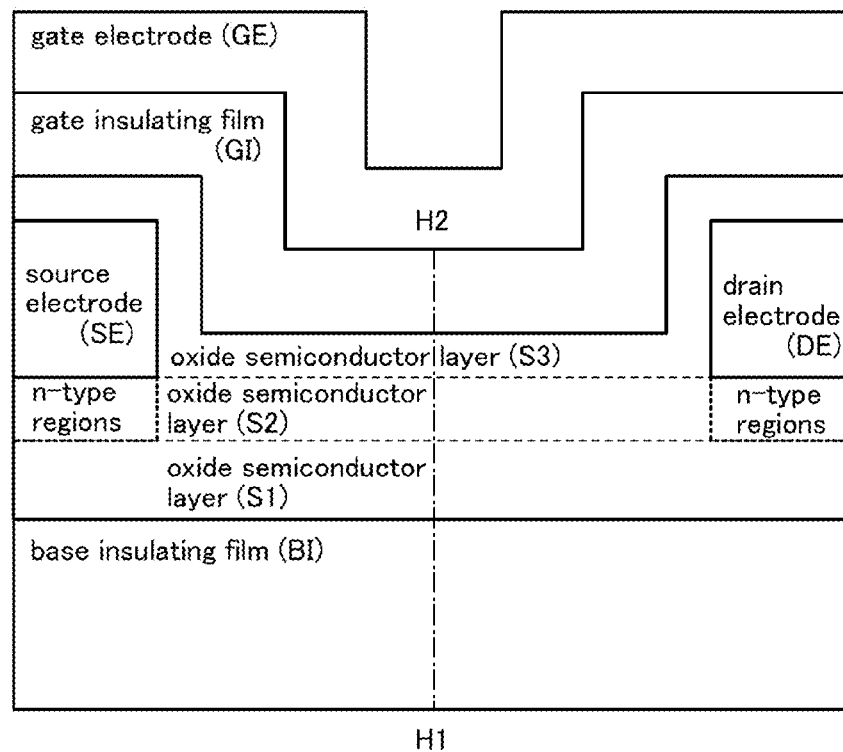 gate electrode (GE)
gate insulating film
(GI)
H2
source
electrode
(SE)
drain
electrode
(DE)
oxide semiconductor layer (S3)
n-type
regions
oxide semiconductor
layer (S2)
n-type
regions
oxide semiconductor
layer (S1)
base insulating film (BI)
H1